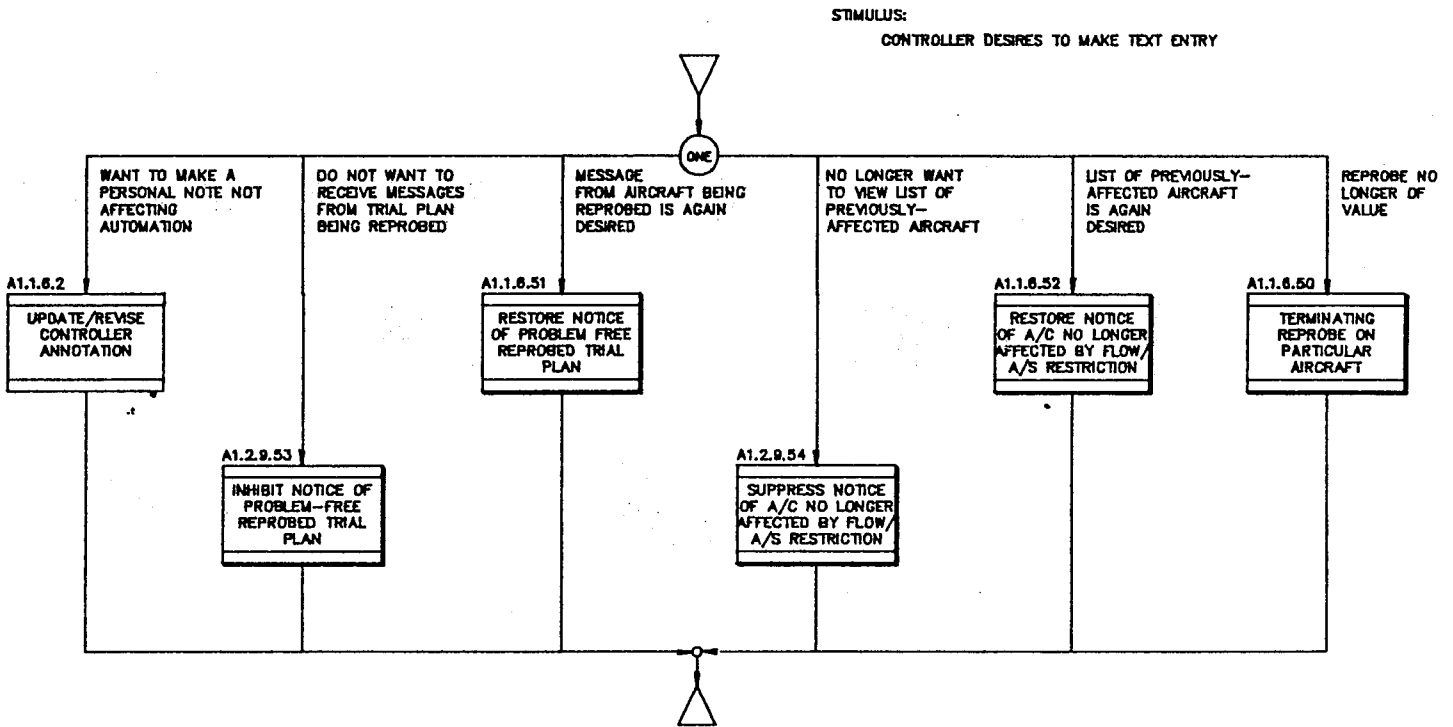 STIMULUS:
CONTROLLER DESIRES TO MAKE TEXT ENTRY
ONE
WANT TO MAKE A
PERSONAL NOTE NOT
AFFECTING
AUTOMATION
DO NOT WANT TO
RECEIVE MESSAGES
FROM TRIAL PLAN
BEING REPROBED
MESSAGE
FROM AIRCRAFT BEING
REPROBED IS AGAIN
DESIRED
NO LONGER WANT
TO VIEW LIST OF
PREVIOUSLY-
AFFECTED AIRCRAFT
LIST OF PREVIOUSLY-
AFFECTED AIRCRAFT
IS AGAIN
DESIRED
REPROBE NO
LONGER OF
VALUE
A1.1.6.2
UPDATE/REVISE
CONTROLLER
ANNOTATION
A1.1.6.51
RESTORE NOTICE
OF PROBLEM FREE
REPROBED TRIAL
PLAN
A1.1.6.52
RESTORE NOTICE
OF A/C NO LONGER
AFFECTED BY FLOW/
A/S RESTRICTION
A1.1.6.50
TERMINATING
REPROBE ON
PARTICULAR
AIRCRAFT
A1.2.9.53
INHIBIT NOTICE OF
PROBLEM-FREE
REPROBED TRIAL
PLAN
A1.2.9.54
SUPPRESS NOTICE
OF A/C NO LONGER
AFFECTED BY FLOW/
A/S RESTRICTION